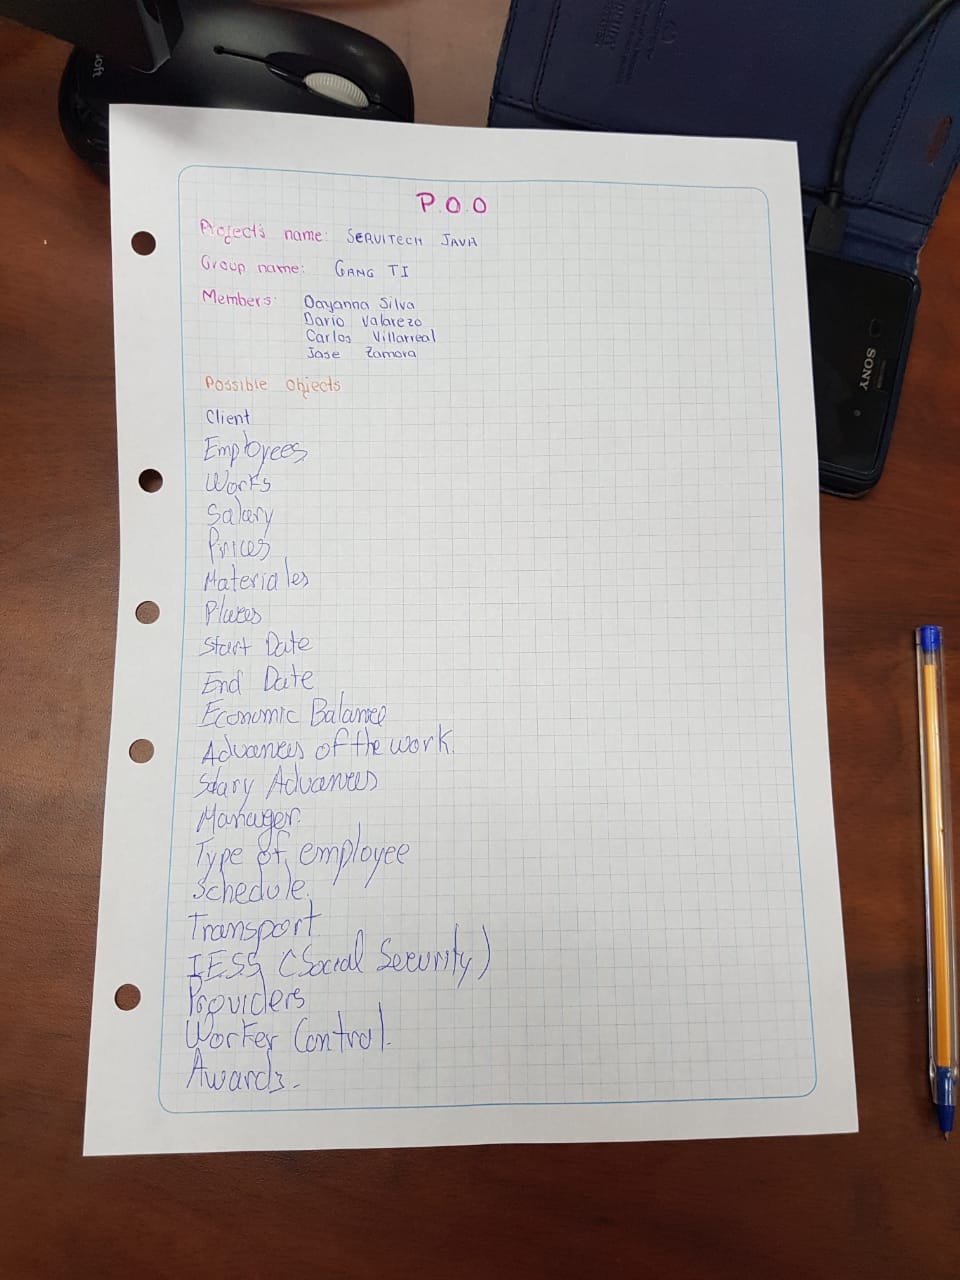 P.O.O
Project's name: SERVITECH JAVA
Group name: GANG TI
Members: Dayanna Silva
Dario Valarezo
Carlos Villarreal
Jose Zamora
Possible Objects
Client
Employees
Works
Salary
Prices
Materiales
Places
Start Date
End Date
Economic Balance
Advances of the work.
Salary Advances
Manager.
Type of employee
Schedule.
Transport
IESS (Social Security)
Providers
Worker Control.
Awards.
SONY
soft